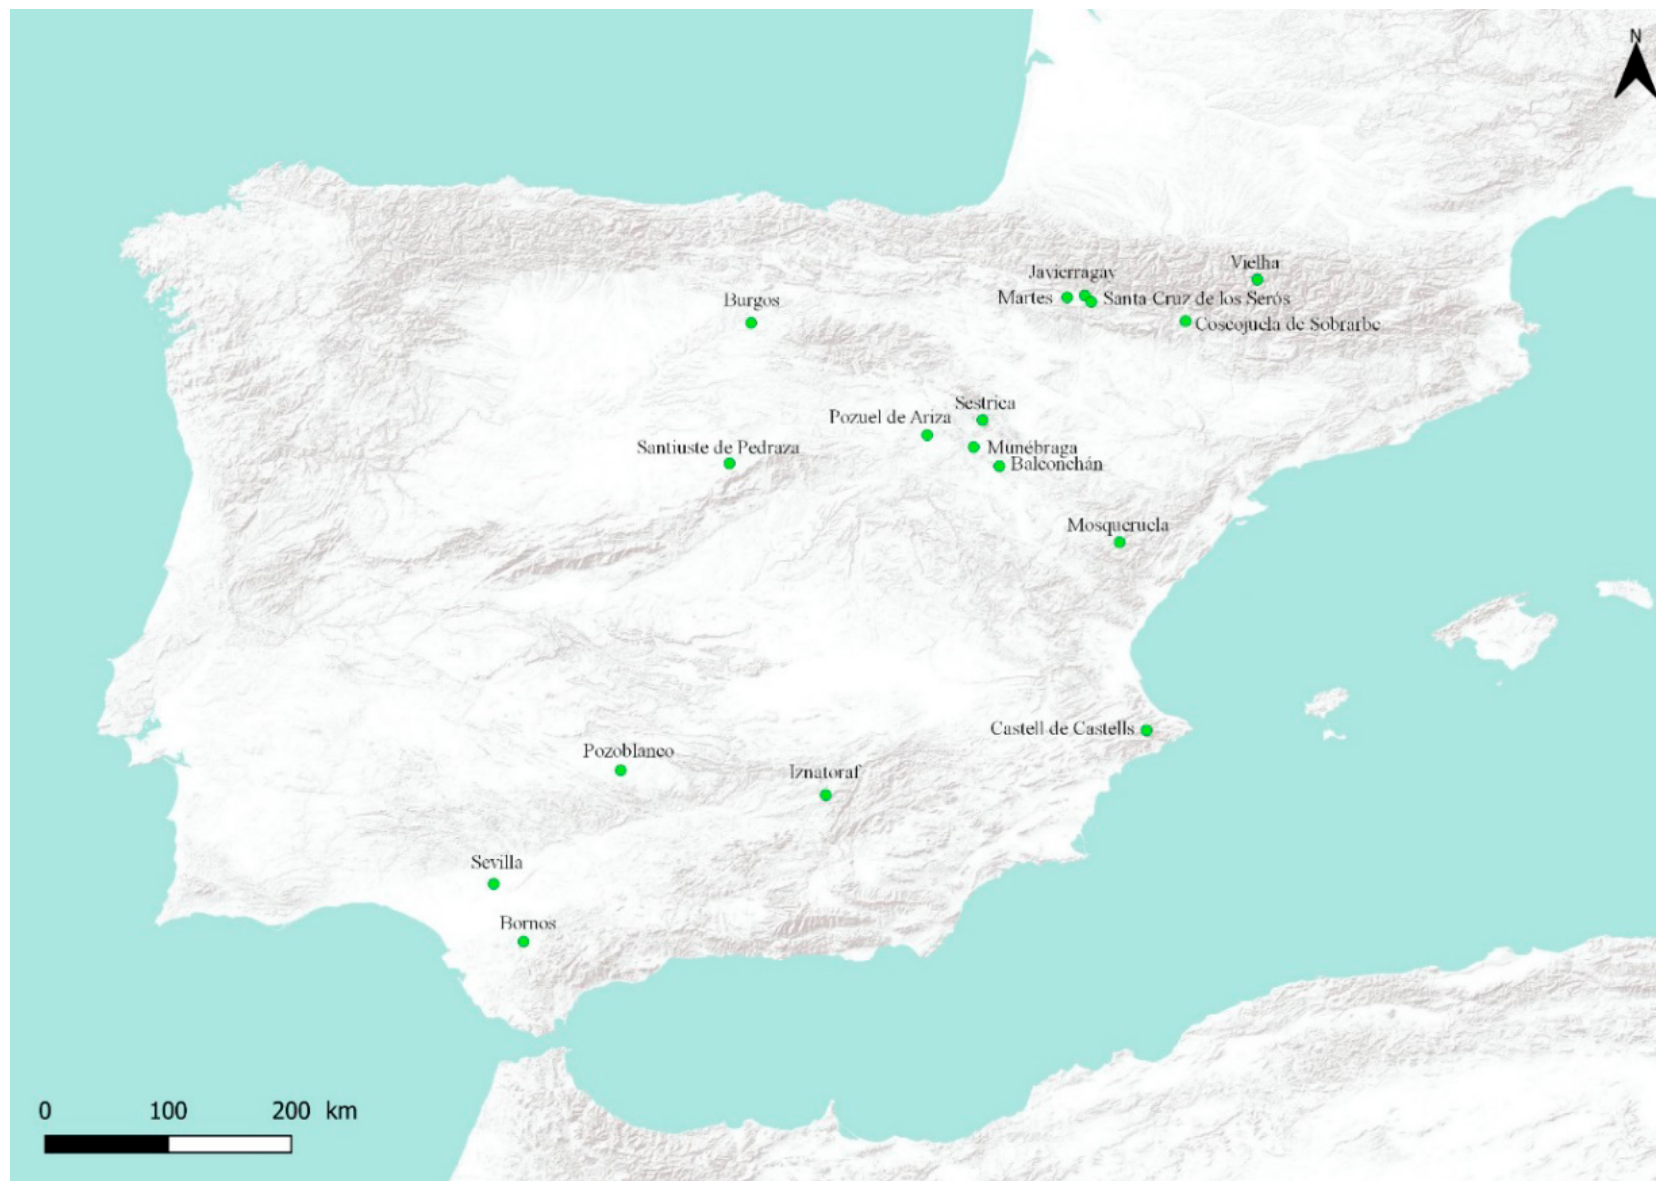 N
Vielha
Javierragay
Martes
Santa Cruz de los Serós
Burgos
Coscojuela de Sobrarbe
Sestrica
Pozuel de Ariza
Santiuste de Pedraza
Munébraga
Balconchán
Mosqueruela
Castell de Castells
Pozoblanco
Iznatoraf
Sevilla
Bornos
0 100 200 km